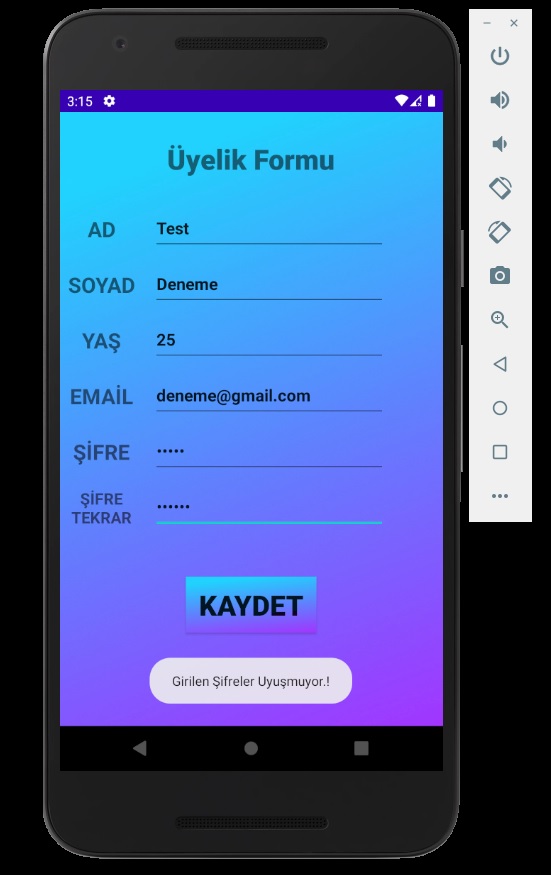 3:15
Üyelik Formu
AD Test
SOYAD Deneme
YAŞ 25
EMAİL deneme@gmail.com
ŞİFRE •••••
ŞİFRE
TEKRAR ••••••
KAYDET
Girilen Şifreler Uyuşmuyor.!